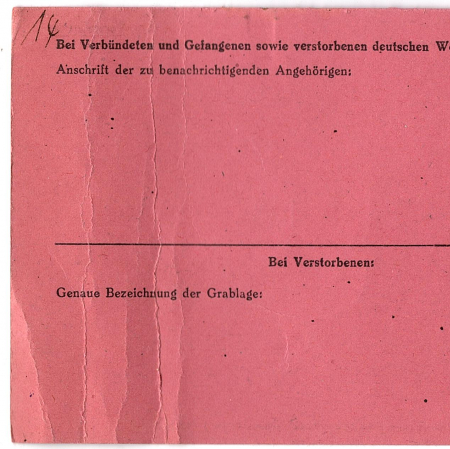 14
Bei Verbündeten und Gefangenen sowie verstorbenen deutschen
Anschrift der zu benachrichtigenden Angehörigen:
Bei Verstorbenen:
Genaue Bezeichnung der Grablage: